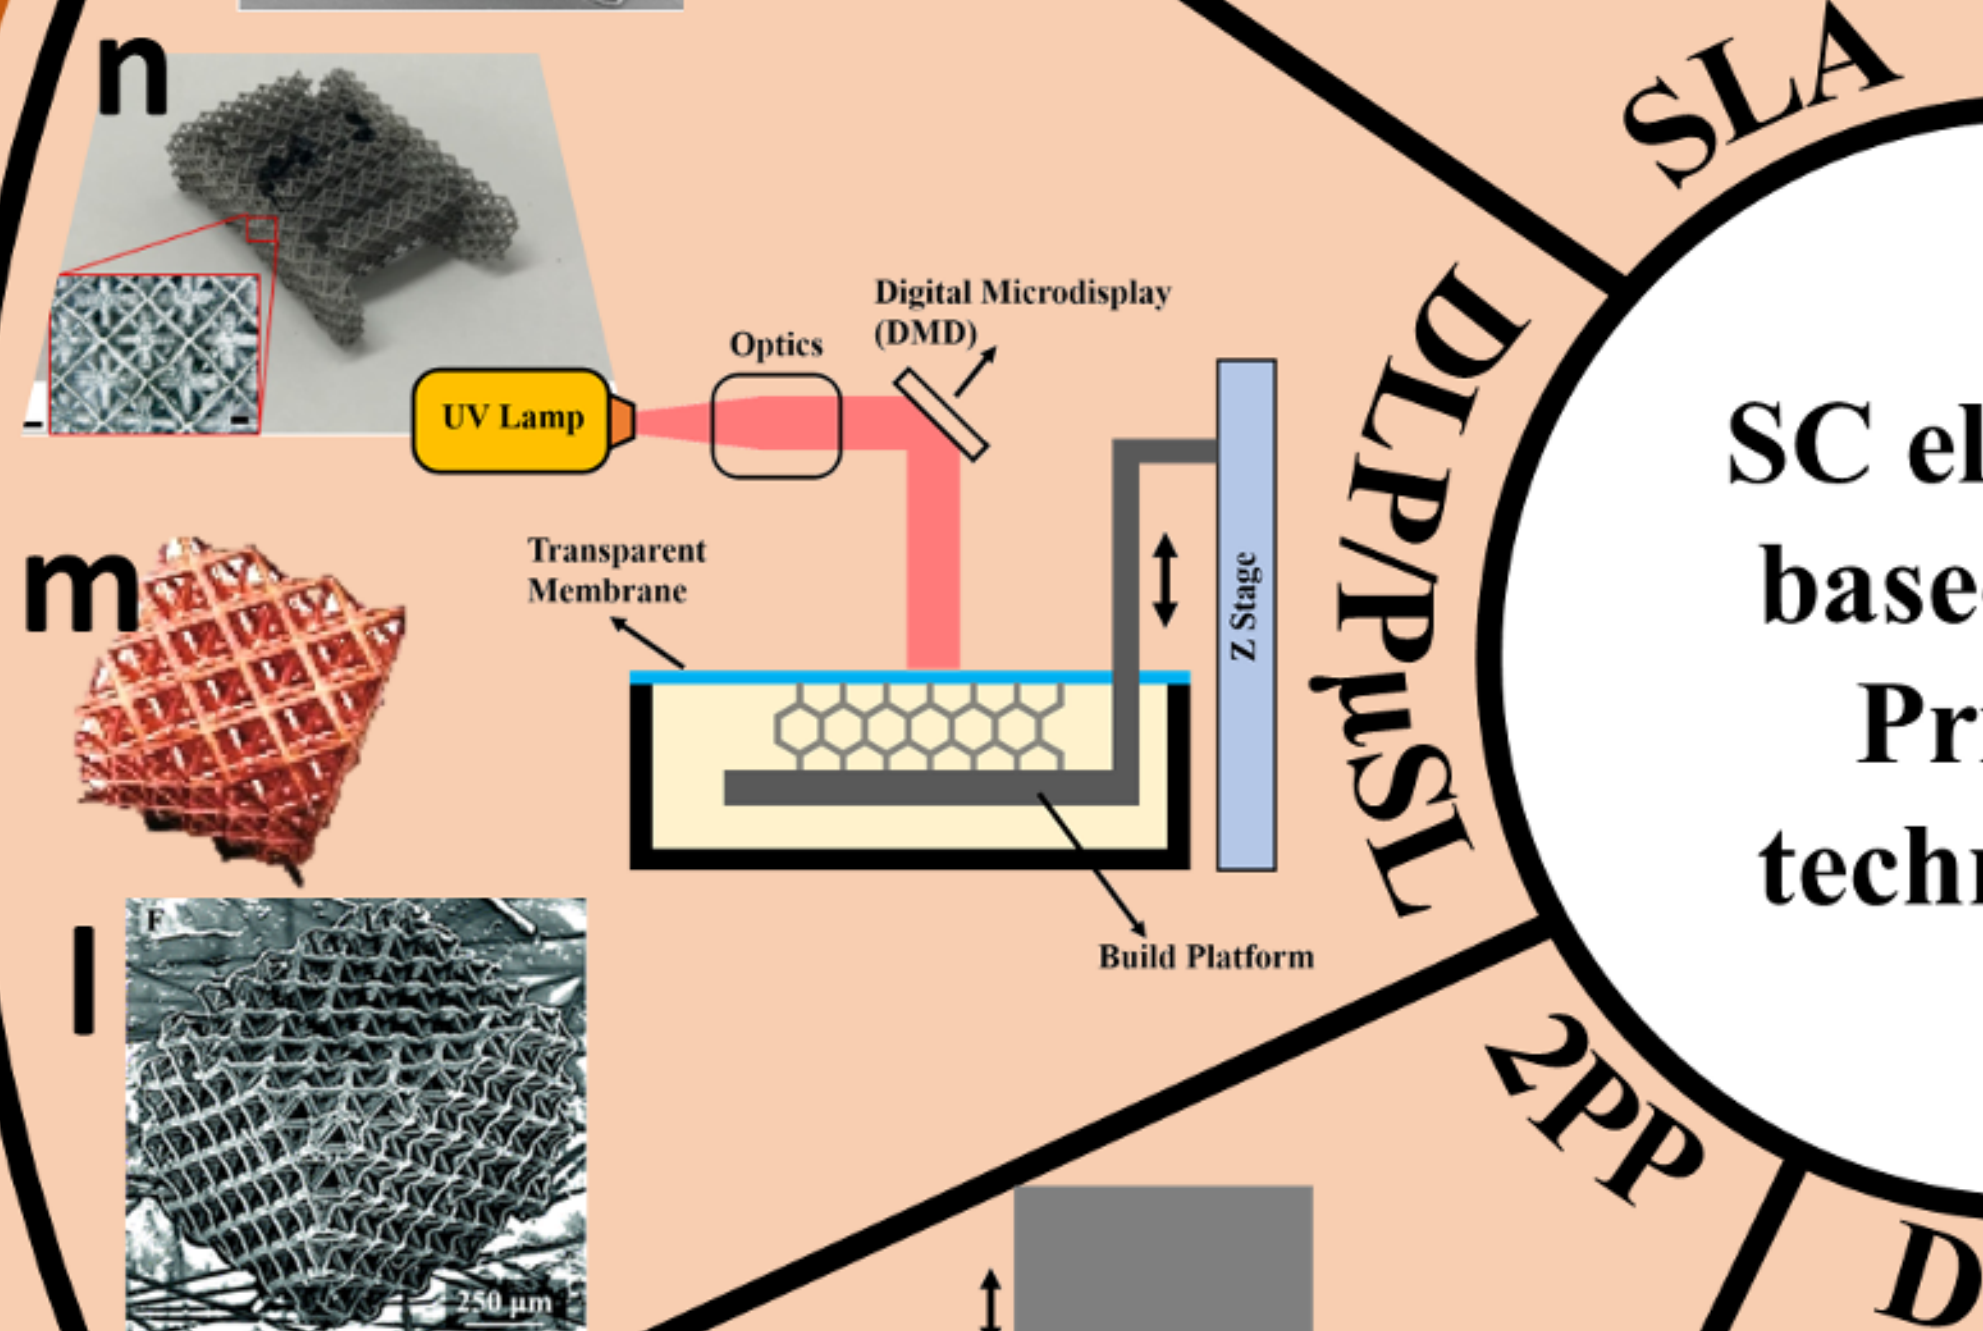 n
SLA
Digital Microdisplay
(DMD)
Optics
UV Lamp
DLP/PμSL
SC el
base
Pr
techn
Transparent
Membrane
m
Z Stage
l
F
Build Platform
2PP
D
250 μm